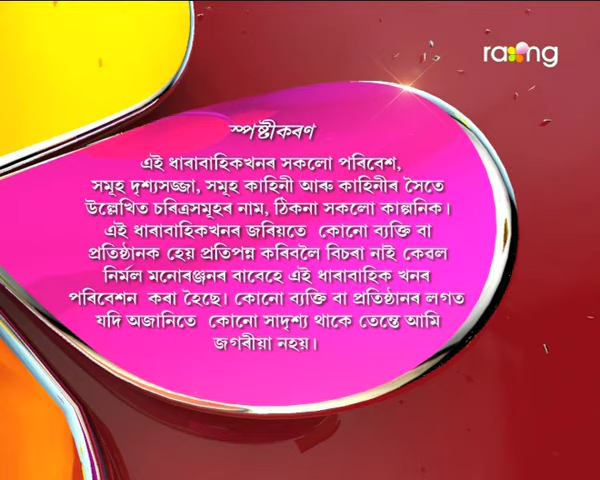 rang
স্পষ্টীকৰণ
এই ধাৰাবাহিকখনৰ সকলো পৰিবেশ,
সমূহ দৃশ্যসজ্জা, সমূহ কাহিনী আৰু কাহিনীৰ সৈতে
উল্লেখিত চৰিত্ৰসমূহৰ নাম, ঠিকনা সকলো কাল্পনিক।
এই ধাৰাবাহিকখনৰ জৰিয়তে কোনো ব্যক্তি বা
প্ৰতিষ্ঠানক হেয় প্ৰতিপন্ন কৰিবলৈ বিচৰা নাই কেৱল
নিৰ্মল মনোৰঞ্জনৰ বাবেহে এই ধাৰাবাহিক খনৰ
পৰিবেশন কৰা হৈছে। কোনো ব্যক্তি বা প্ৰতিষ্ঠানৰ লগত
যদি অজানিতে কোনো সাদৃশ্য থাকে তেন্তে আমি
জগৰীয়া নহয়।